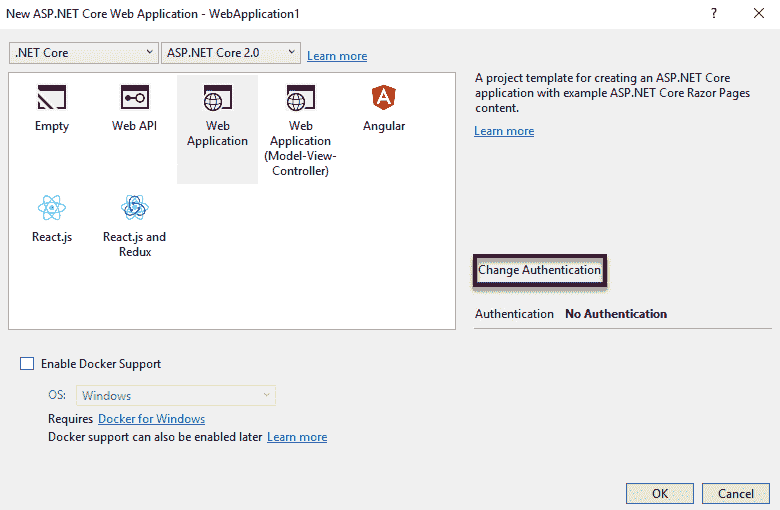 New ASP.NET Core Web Application - WebApplication1
?
.NET Core
ASP.NET Core 2.0
Learn more
Empty
Web API
Web
Application
Web
Application
(Model-View-
Controller)
Angular
React.js
React.js and
Redux
A project template for creating an ASP.NET Core
application with example ASP.NET Core Razor Pages
content.
Learn more
Change Authentication
Authentication No Authentication
Enable Docker Support
OS: Windows
Requires Docker for Windows
Docker support can also be enabled later Learn more
OK
Cancel